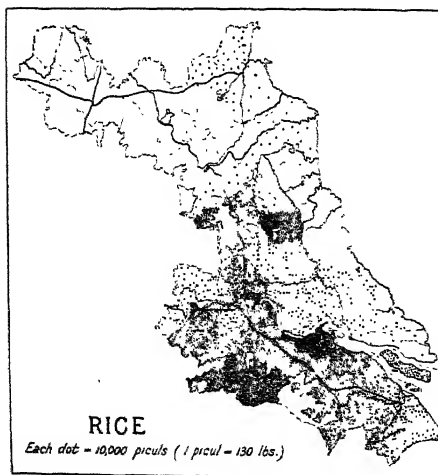 RICE
Each dot = 10,000 piculs (1 picul = 130 lbs.)